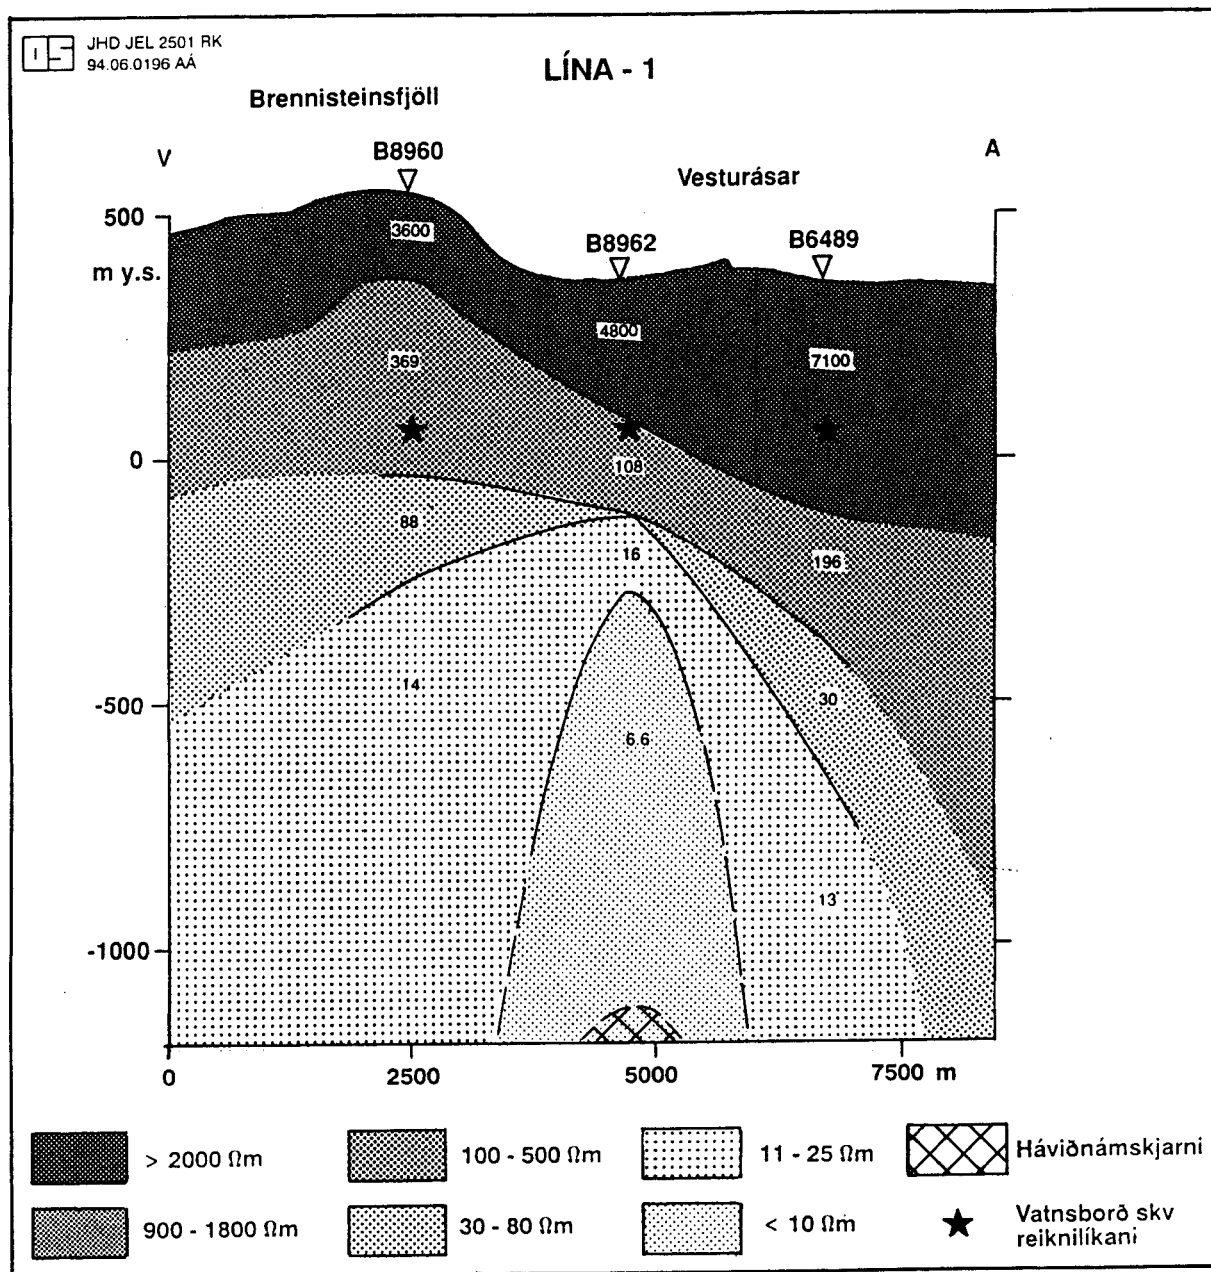 JHD JEL 2501 RK
94.06.0196 AÁ
LÍNA - 1
Brennisteinsfjöll
V
B8960
Vesturásar
A
500
m y.s.
3600
B8962
B6489
4800
7100
369
0
108
88
16
196
14
-500
30
6.6
13
-1000
0
2500
5000
7500 m
> 2000 Ωm
100 - 500 Ωm
11 - 25 Ωm
Háviðnámskjarni
900 - 1800 Ωm
30 - 80 Ωm
< 10 Ωm
Vatnsborð skv
reiknilíkani